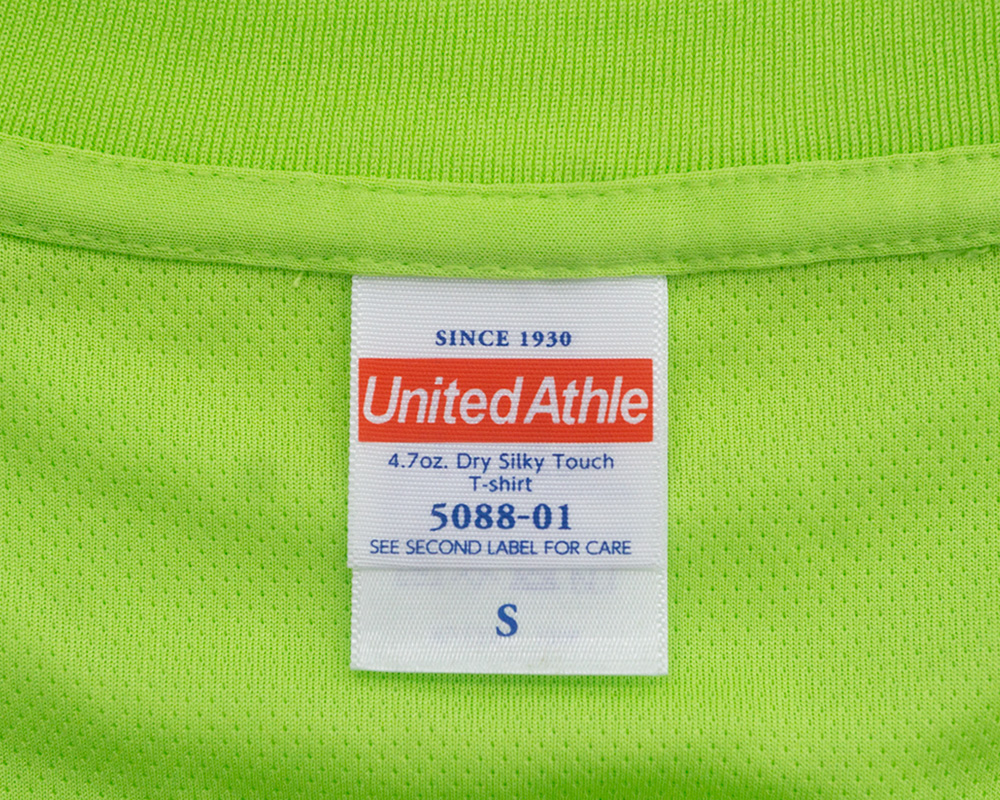 SINCE 1930
United Athle
4.7oz. Dry Silky Touch
T-shirt
5088-01
SEE SECOND LABEL FOR CARE
S